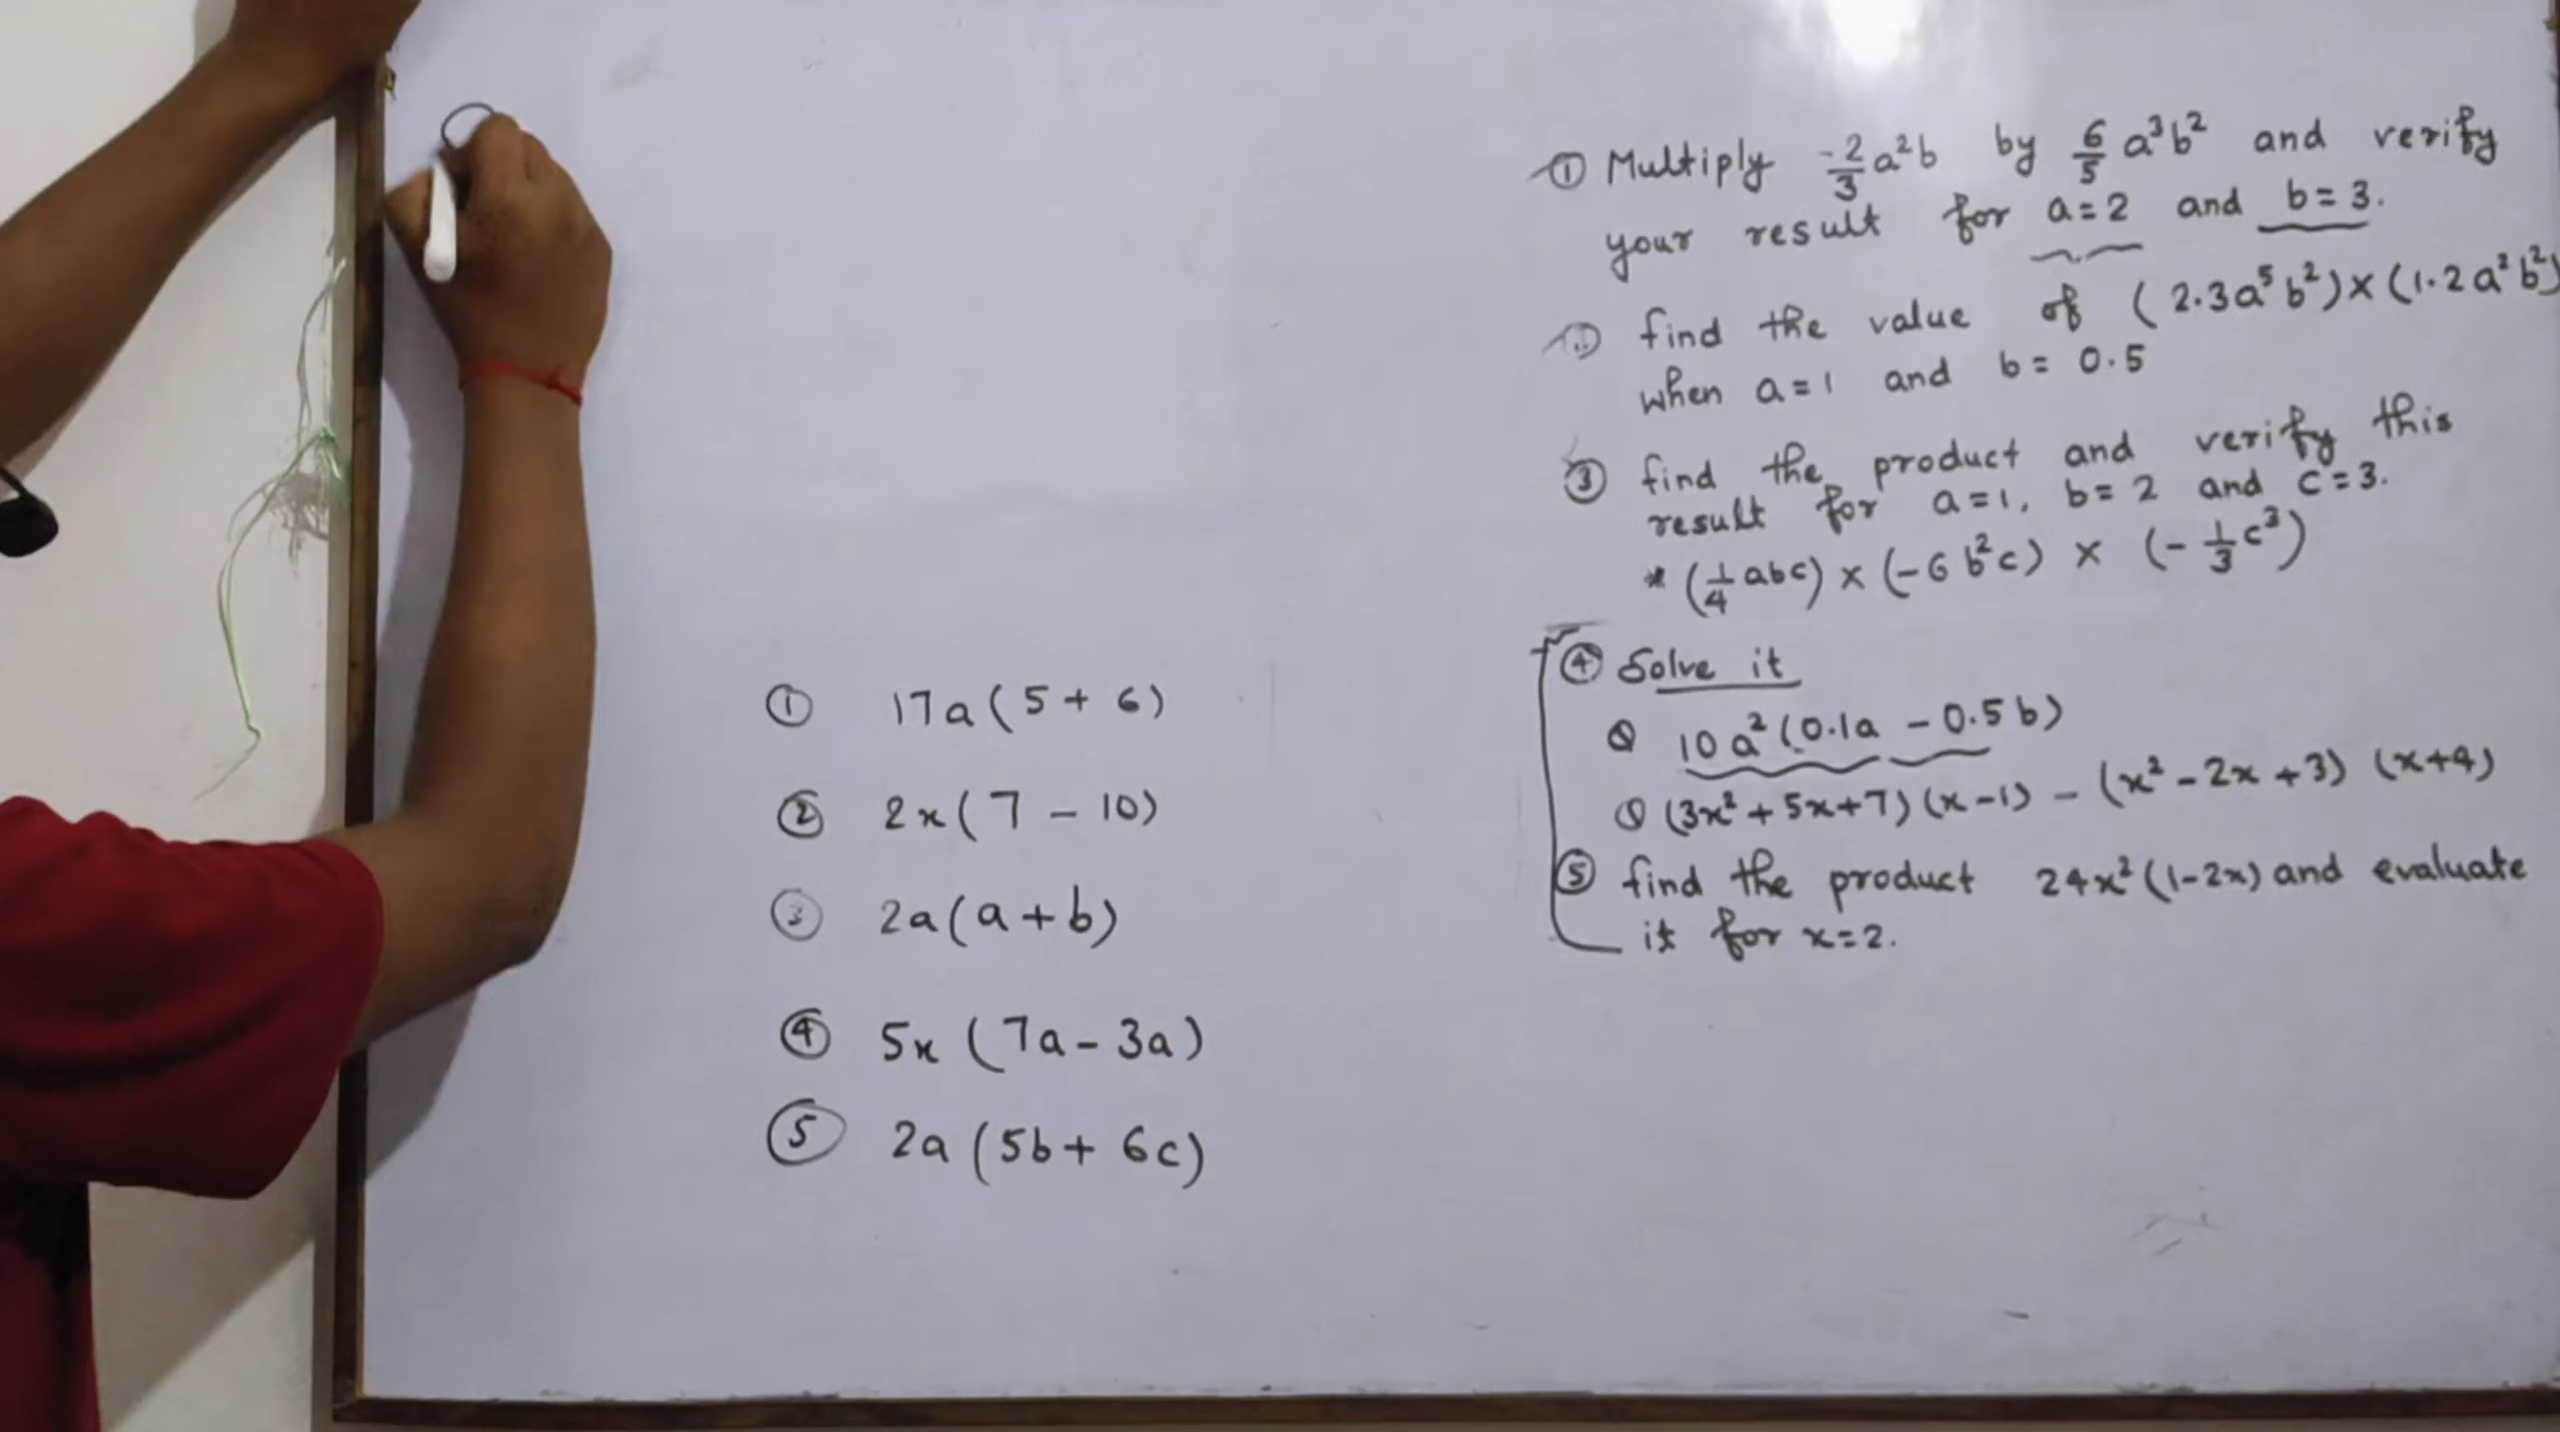 ① 17a(5 + 6)
② 2x(7 - 10)
③ 2a(a + b)
④ 5x (7a - 3a)
⑤ 2a (5b + 6c)
① Multiply -2/3 a²b by 6/5 a³b² and verify
your result for a=2 and b=3.
② find the value of (2.3a⁵b²)×(1.2a²b²)
when a=1 and b= 0.5
③ find the product and verify this
result for a=1, b=2 and c=3.
* (1/4 abc) × (-6b²c) × (-1/3 c³)
④ Solve it
10a²(0.1a - 0.5b)
(3x²+5x+7)(x-1) - (x²-2x+3) (x+4)
⑤ find the product 24x²(1-2x) and evaluate
it for x=2.